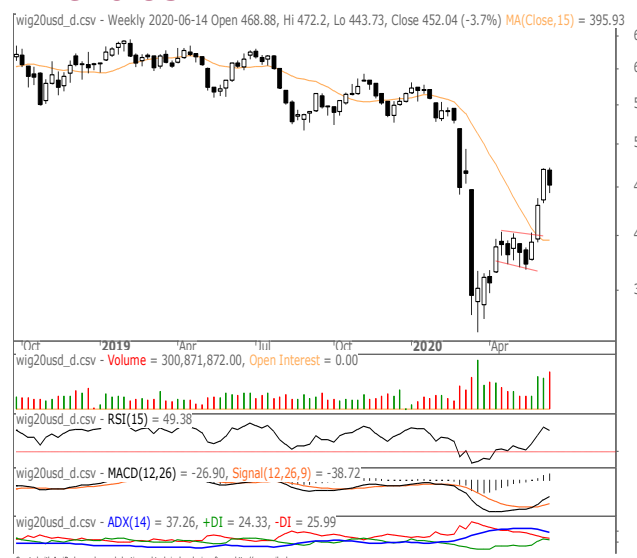 wig20usd_d.csv - Weekly 2020-06-14 Open 468.88, Hi 472.2, Lo 443.73, Close 452.04 (-3.7%) MA(Close,15) = 395.93
Oct 2019 Apr Jul Oct 2020 Apr
wig20usd_d.csv - Volume = 300,871,872.00, Open Interest = 0.00
wig20usd_d.csv - RSI(15) = 49.38
wig20usd_d.csv - MACD(12,26) = -26.90, Signal(12,26,9) = -38.72
wig20usd_d.csv - ADX(14) = 37.26, +DI = 24.33, -DI = 25.99